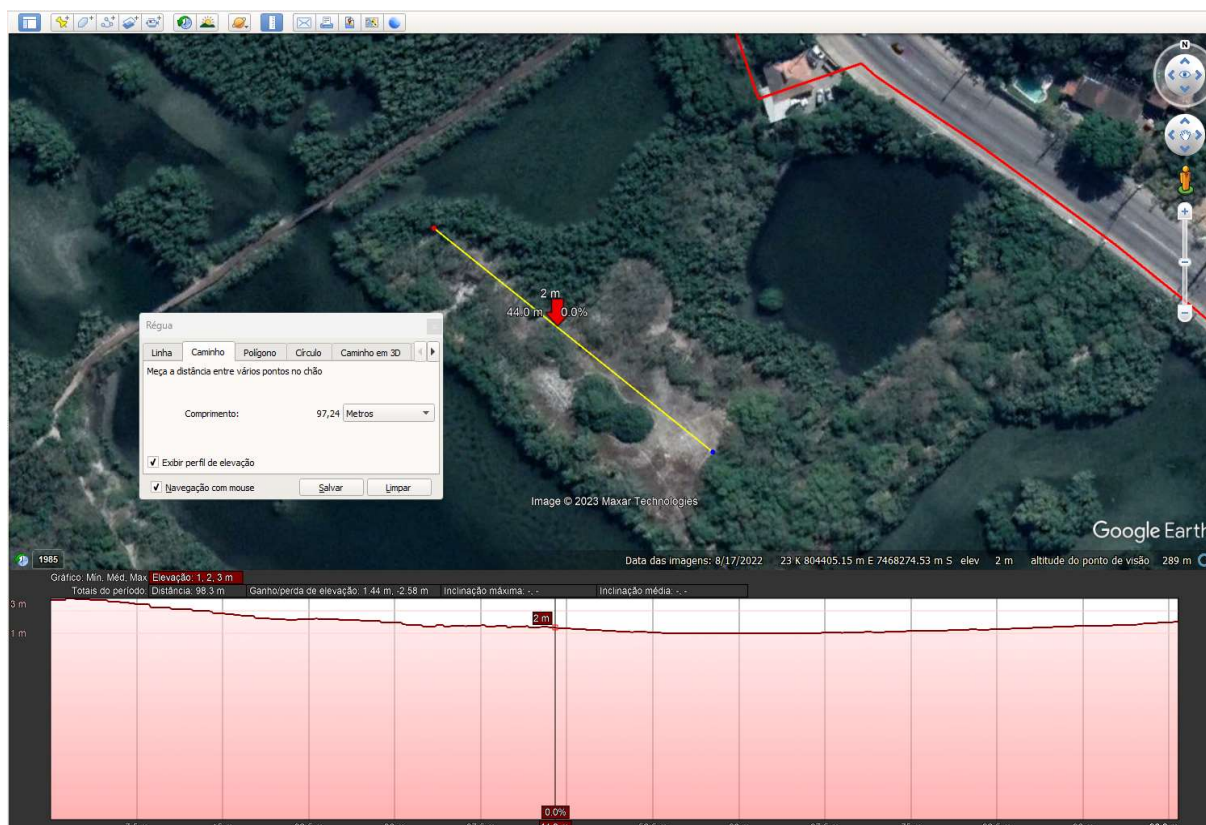 N
2 m
44.0 m 0.0%
Régua
Linha Caminho Polígono Círculo Caminho em 3D
Meça a distância entre vários pontos no chão
Comprimento: 97,24 Metros
Exibir perfil de elevação
Navegação com mouse Salvar Limpar
Image © 2023 Maxar Technologies
Google Earth
1985 Data das imagens: 8/17/2022 23 K 804405.15 m E 7468274.53 m S elev 2 m altitude do ponto de visão 289 m
Gráfico: Mín, Méd, Máx Elevação: 1, 2, 3 m
Totais do período: Distância: 98.3 m Ganho/perda de elevação: 1.44 m, -2.58 m Inclinação máxima: -, - Inclinação média: -, -
3 m
2 m
1 m
0.0%